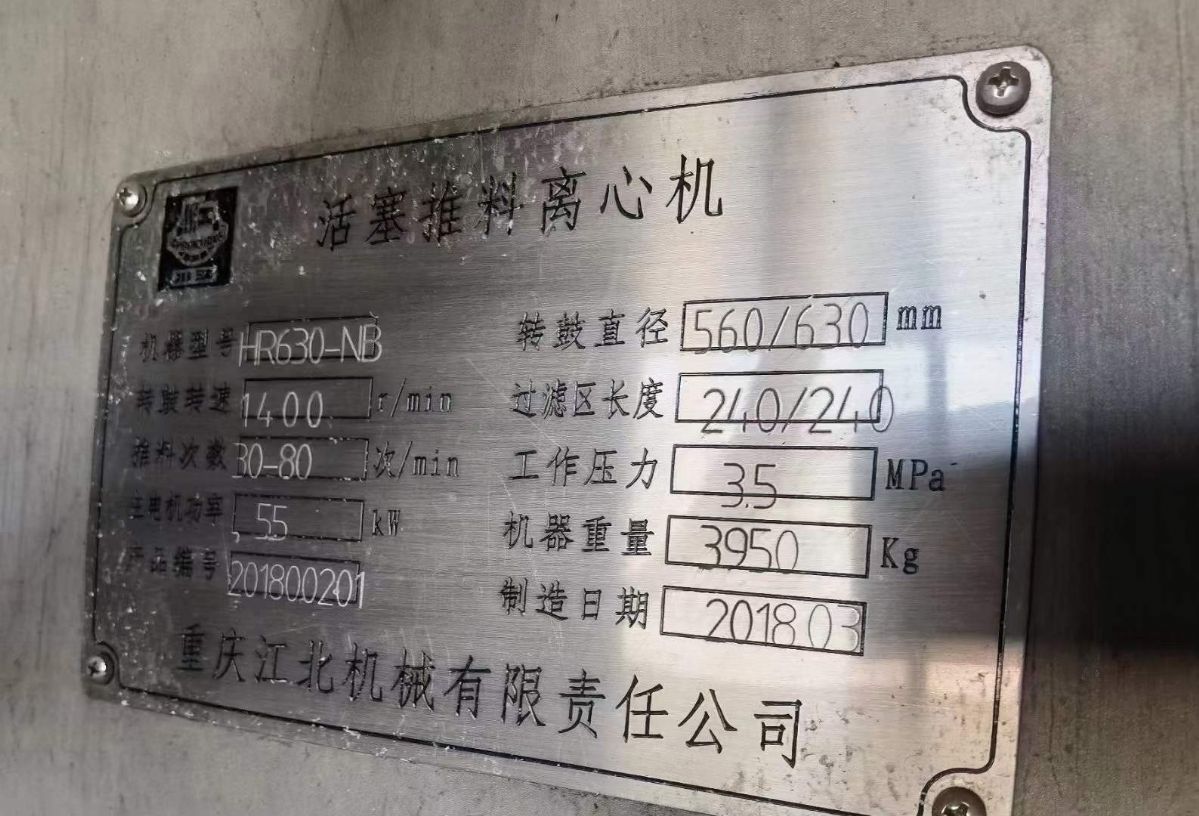 活塞推料离心机
机器型号 HR630-NB 转鼓直径 560/630 mm
转鼓转速 1400 r/min 过滤区长度 240/240
推料次数 30-80 次/min 工作压力 3.5 MPa
主电机功率 55 kW 机器重量 3950 Kg
产品编号 201800201 制造日期 2018.03
重庆江北机械有限责任公司